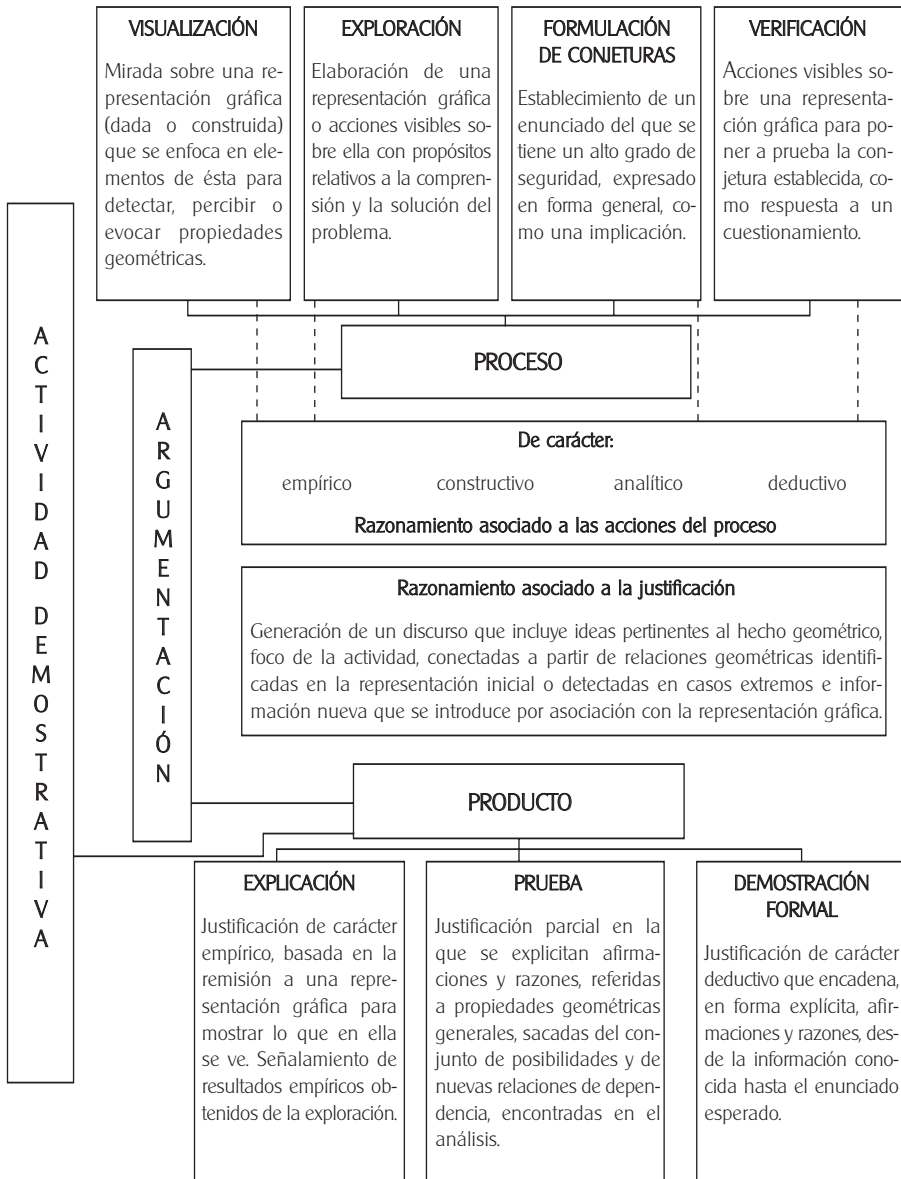 VISUALIZACIÓN
Mirada sobre una re-
presentación gráfica
(dada o construida)
que se enfoca en ele-
mentos de ésta para
detectar, percibir o
evocar propiedades
geométricas.
EXPLORACIÓN
Elaboración de una
representación gráfica
o acciones visibles so-
bre ella con propósitos
relativos a la compren-
sión y la solución del
problema.
FORMULACIÓN
DE CONJETURAS
Establecimiento de un
enunciado del que se
tiene un alto grado de
seguridad, expresado
en forma general, co-
mo una implicación.
VERIFICACIÓN
Acciones visibles so-
bre una representa-
ción gráfica para po-
ner a prueba la con-
jetura establecida, co-
mo respuesta a un
cuestionamiento.
ACTIVIDAD DEMOSTRATIVA
ARGUMENTACIÓN
PROCESO
De carácter:
empírico constructivo analítico deductivo
Razonamiento asociado a las acciones del proceso
Razonamiento asociado a la justificación
Generación de un discurso que incluye ideas pertinentes al hecho geométrico,
foco de la actividad, conectadas a partir de relaciones geométricas identifi-
cadas en la representación inicial o detectadas en casos extremos e infor-
mación nueva que se introduce por asociación con la representación gráfica.
PRODUCTO
EXPLICACIÓN
Justificación de carácter
empírico, basada en la
remisión a una repre-
sentación gráfica para
mostrar lo que en ella
se ve. Señalamiento de
resultados empíricos ob-
tenidos de la exploración.
PRUEBA
Justificación parcial en la
que se explicitan afirma-
ciones y razones, referidas
a propiedades geométricas
generales, sacadas del con-
junto de posibilidades y de
nuevas relaciones de depen-
dencia, encontradas en el
análisis.
DEMOSTRACIÓN
FORMAL
Justificación de carácter
deductivo que encadena,
en forma explícita, afir-
maciones y razones, des-
de la información cono-
cida hasta el enunciado
esperado.